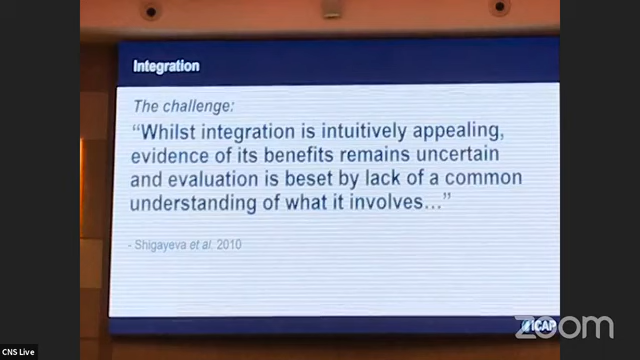 Integration
The challenge:
“Whilst integration is intuitively appealing,
evidence of its benefits remains uncertain
and evaluation is beset by lack of a common
understanding of what it involves…”
- Shigayeva et al. 2010
ICAP
zoom
CNS Live